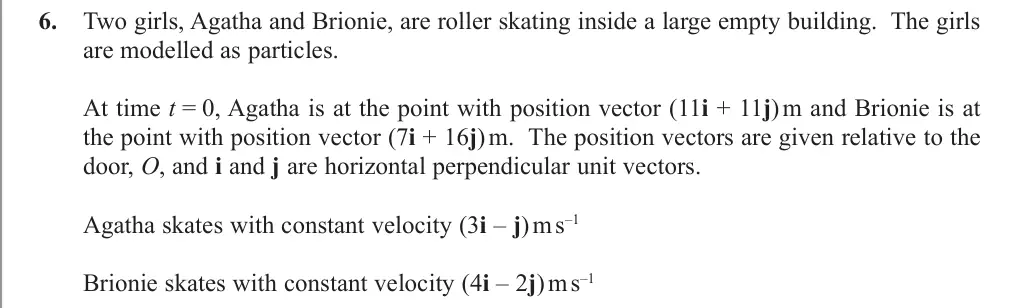 6. Two girls, Agatha and Brionie, are roller skating inside a large empty building. The girls
are modelled as particles.
At time t = 0, Agatha is at the point with position vector (11i + 11j) m and Brionie is at
the point with position vector (7i + 16j) m. The position vectors are given relative to the
door, O, and i and j are horizontal perpendicular unit vectors.
Agatha skates with constant velocity (3i – j) m s⁻¹
Brionie skates with constant velocity (4i – 2j) m s⁻¹